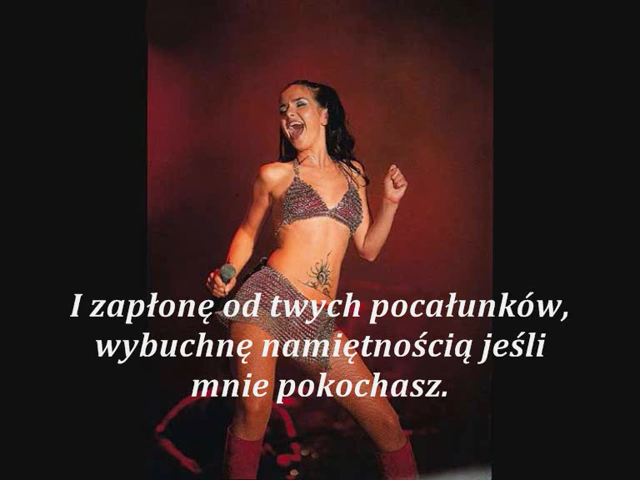 I zapłonę od twych pocałunków,
wybuchnę namiętnością jeśli
mnie pokochasz.